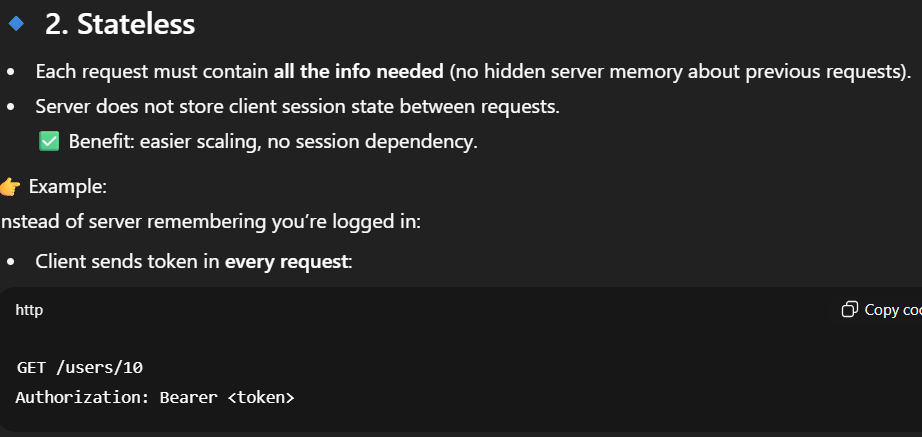 2. Stateless
Each request must contain all the info needed (no hidden server memory about previous requests).
Server does not store client session state between requests.
Benefit: easier scaling, no session dependency.
Example:
nstead of server remembering you’re logged in:
Client sends token in every request:
http
Copy co
GET /users/10
Authorization: Bearer <token>